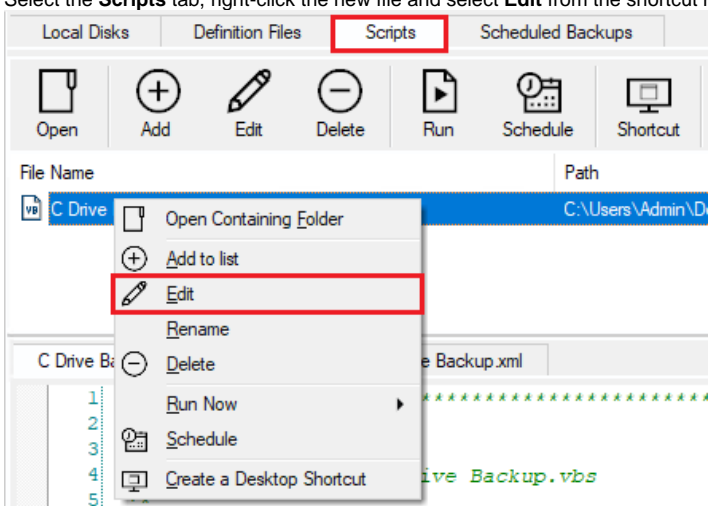 Select the Scripts tab, right-click the new file and select Edit from the shortcut
Local Disks Definition Files Scripts Scheduled Backups
Open Add Edit Delete Run Schedule Shortcut
File Name Path
C Drive C:\Users\Admin\D
Open Containing Folder
Add to list
Edit
Rename
Delete
Run Now
Schedule
Create a Desktop Shortcut
C Drive Backup.xml
1 ************************
2
3
4 ive Backup.vbs
5